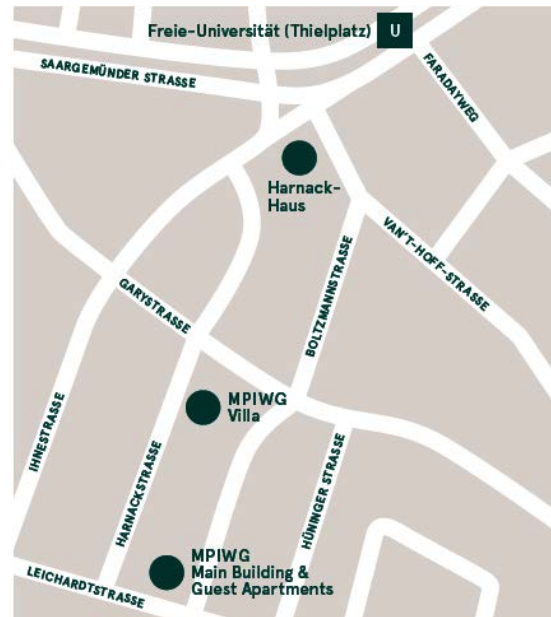 Freie-Universität (Thielplatz) U
SAARGEMÜNDER STRASSE
FARADAYWEG
Harnack-
Haus
VAN'T-HOFF-STRASSE
BOLTZMANNSTRASSE
GARYSTRASSE
MPIWG
Villa
IHNESTRASSE
HARNACKSTRASSE
HÜNINGER STRASSE
MPIWG
Main Building &
Guest Apartments
LEICHARDTSTRASSE